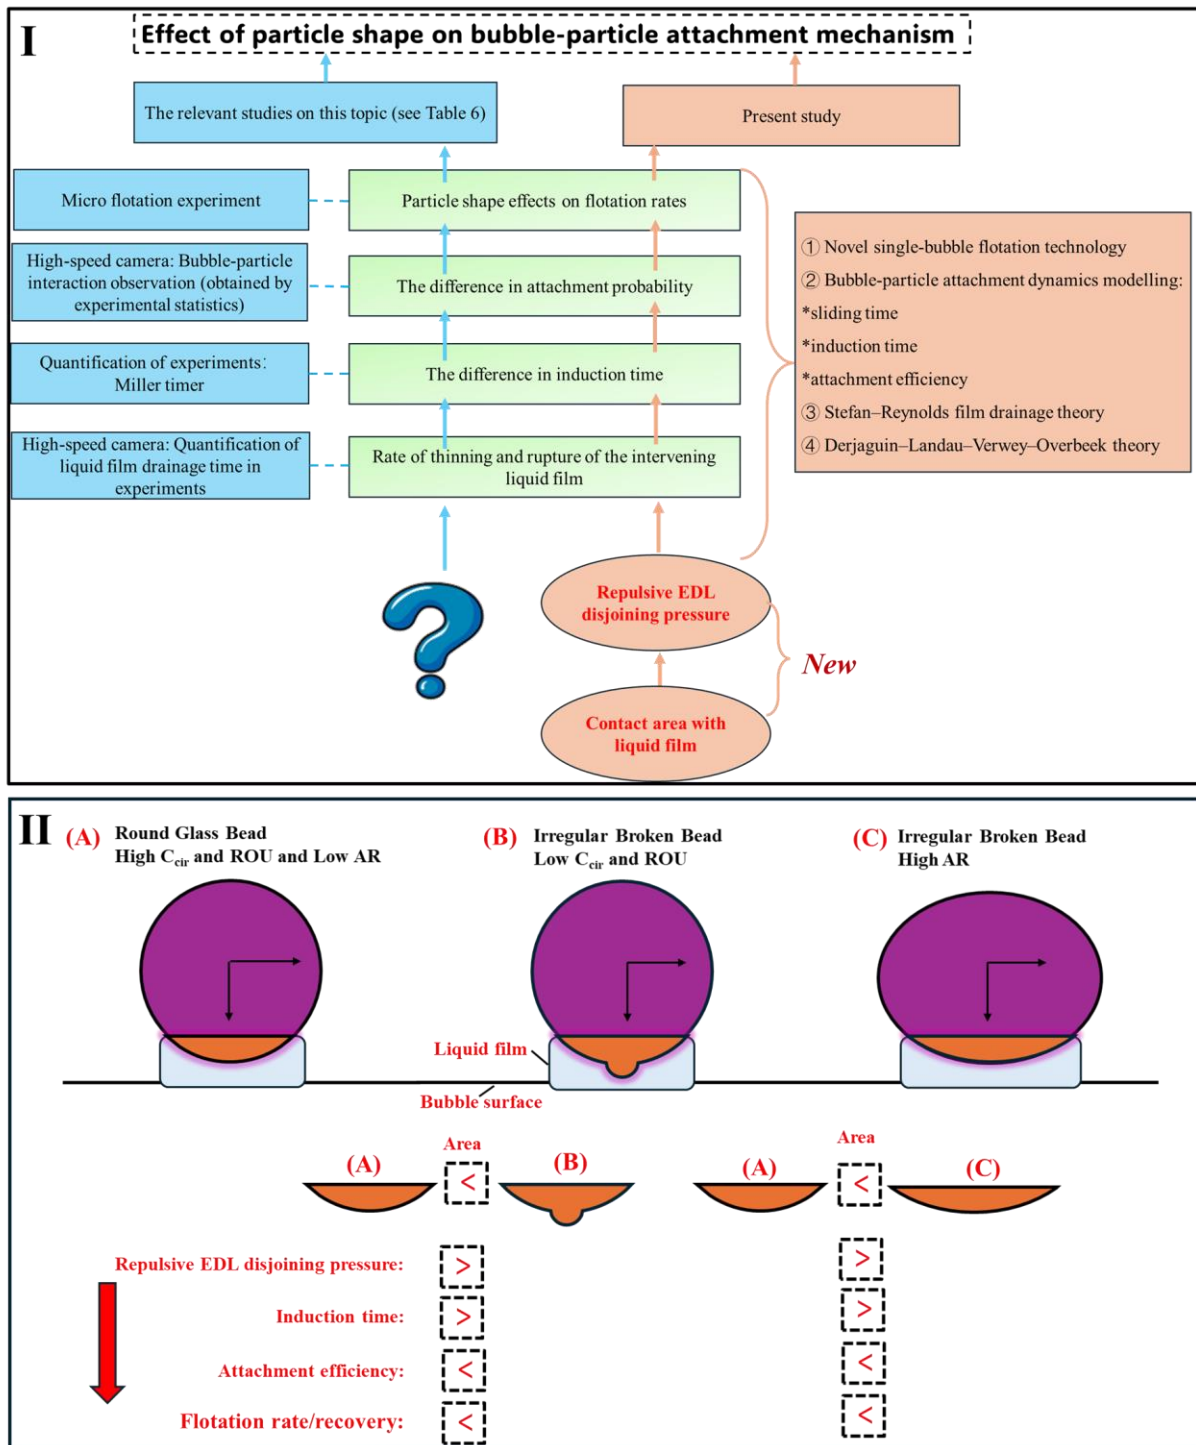 I
Effect of particle shape on bubble-particle attachment mechanism
The relevant studies on this topic (see Table 6)
Present study
Micro flotation experiment
Particle shape effects on flotation rates
High-speed camera: Bubble-particle
interaction observation (obtained by
experimental statistics)
The difference in attachment probability
Quantification of experiments:
Miller timer
The difference in induction time
High-speed camera: Quantification of
liquid film drainage time in
experiments
Rate of thinning and rupture of the intervening
liquid film
① Novel single-bubble flotation technology
② Bubble-particle attachment dynamics modelling:
*sliding time
*induction time
*attachment efficiency
③ Stefan–Reynolds film drainage theory
④ Derjaguin–Landau–Verwey–Overbeek theory
?
Repulsive EDL
disjoining pressure
New
Contact area with
liquid film
II
(A) Round Glass Bead
High Ccir and ROU and Low AR
(B) Irregular Broken Bead
Low Ccir and ROU
(C) Irregular Broken Bead
High AR
Liquid film
Bubble surface
Area
Area
(A) < (B)
(A) < (C)
Repulsive EDL disjoining pressure: > >
Induction time: > >
Attachment efficiency: < <
Flotation rate/recovery: < <